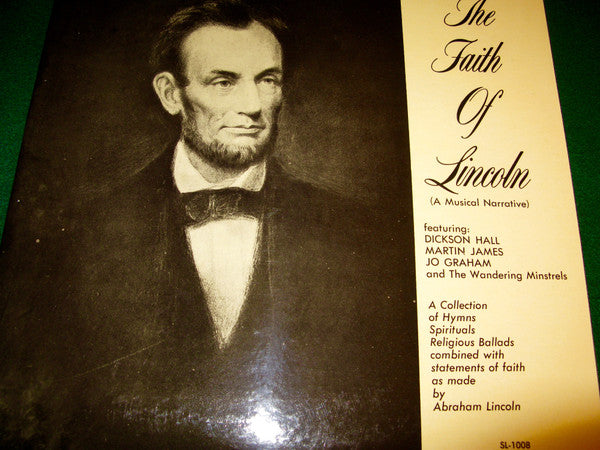 The
Faith
Of
Lincoln
(A Musical Narrative)
featuring:
DICKSON HALL
MARTIN JAMES
JO GRAHAM
and The Wandering Minstrels
A Collection
of Hymns
Spirituals
Religious Ballads
combined with
statements of faith
as made
by
Abraham Lincoln
SL-1008